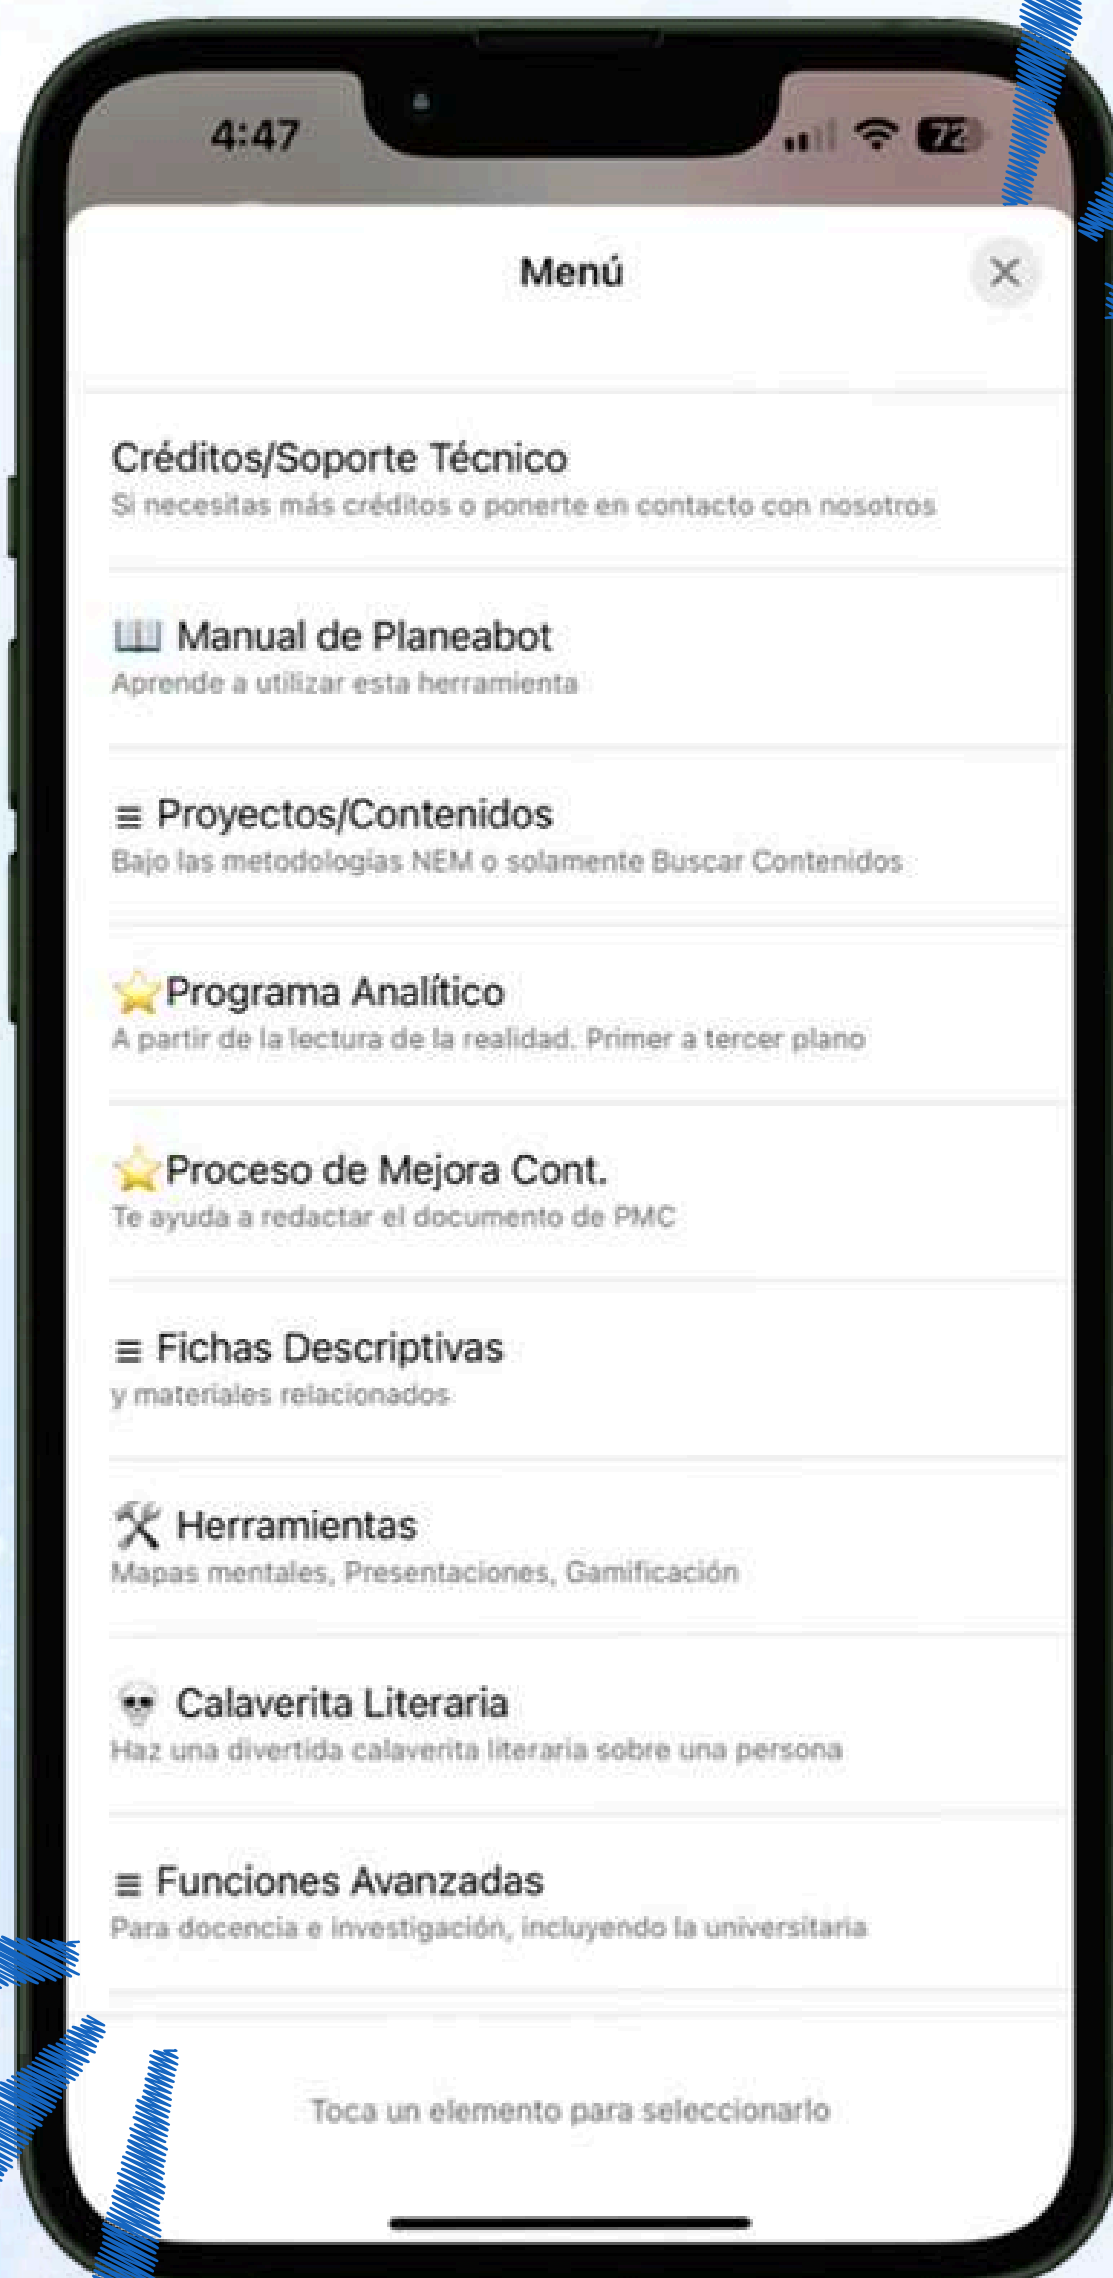 4:47
72
Menú
Créditos/Soporte Técnico
Si necesitas más créditos o ponerte en contacto con nosotros
📖 Manual de Planeabot
Aprende a utilizar esta herramienta
≡ Proyectos/Contenidos
Bajo las metodologías NEM o solamente Buscar Contenidos
⭐Programa Analítico
A partir de la lectura de la realidad. Primer a tercer plano
⭐Proceso de Mejora Cont.
Te ayuda a redactar el documento de PMC
≡ Fichas Descriptivas
y materiales relacionados
🛠 Herramientas
Mapas mentales, Presentaciones, Gamificación
💀 Calaverita Literaria
Haz una divertida calaverita literaria sobre una persona
≡ Funciones Avanzadas
Para docencia e investigación, incluyendo la universitaria
Toca un elemento para seleccionarlo